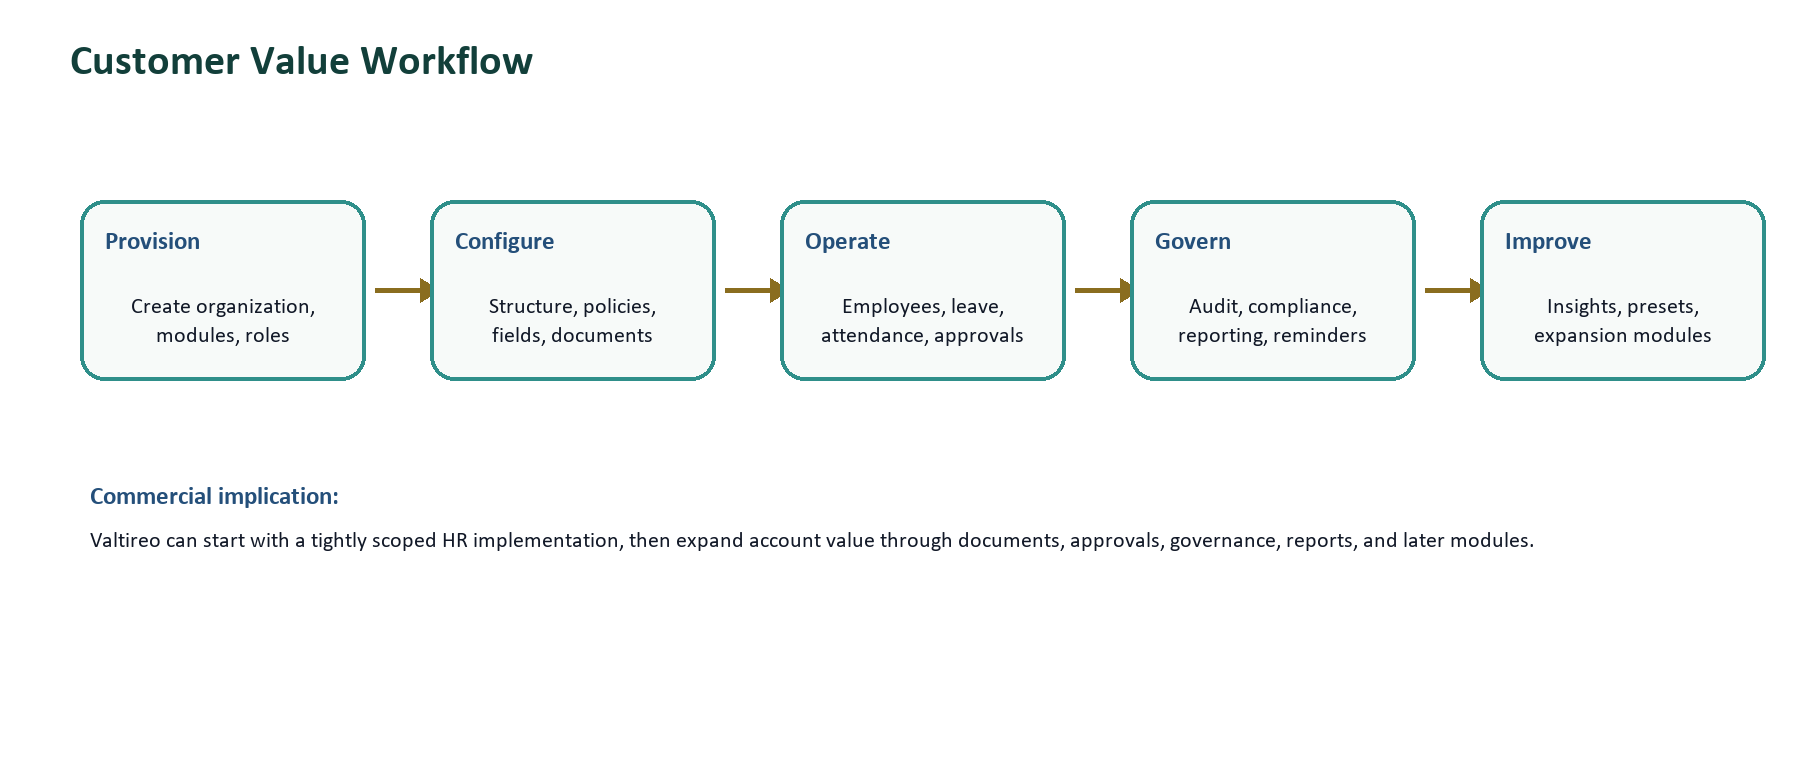 Customer Value Workflow
Provision
Create organization,
modules, roles
Configure
Structure, policies,
fields, documents
Operate
Employees, leave,
attendance, approvals
Govern
Audit, compliance,
reporting, reminders
Improve
Insights, presets,
expansion modules
Commercial implication:
Valtireo can start with a tightly scoped HR implementation, then expand account value through documents, approvals, governance, reports, and later modules.